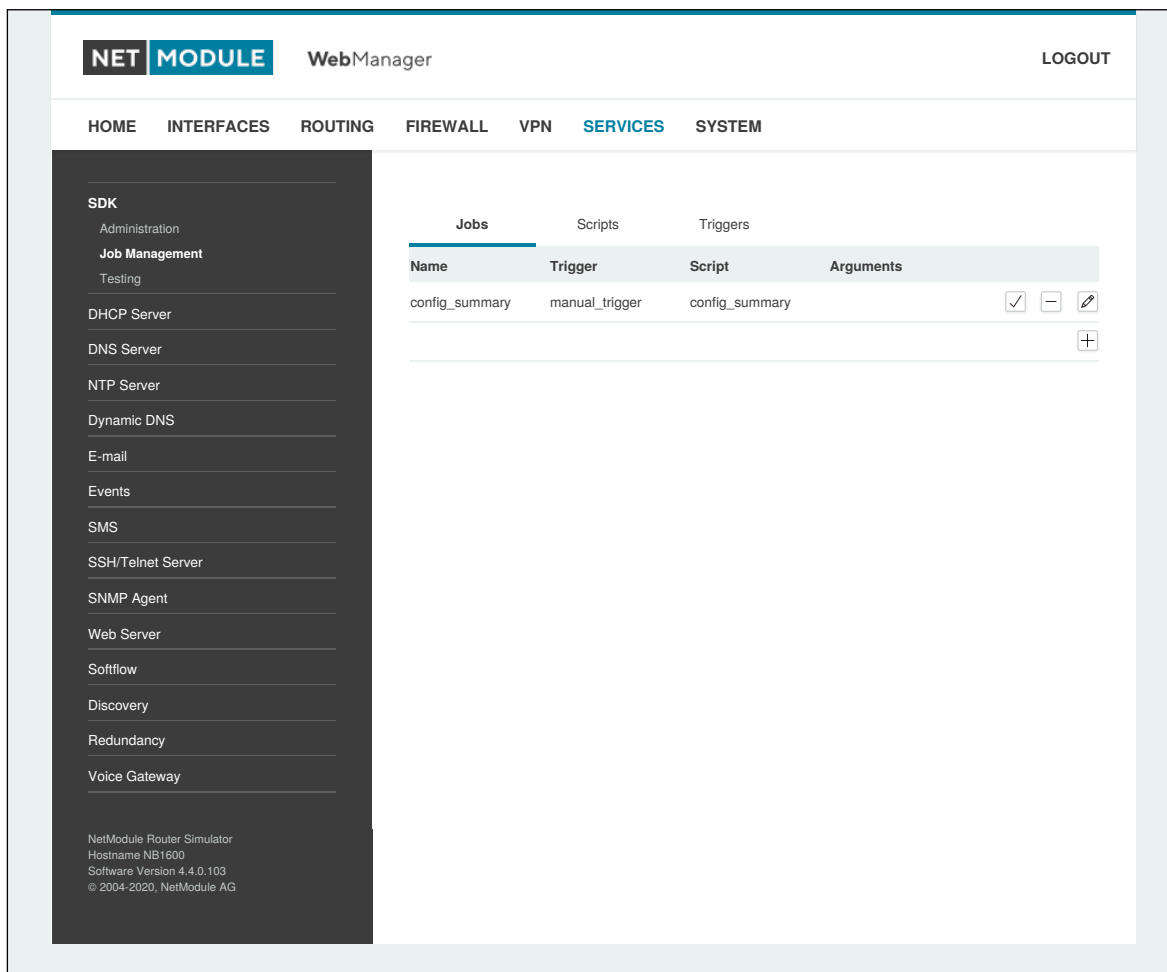 NET MODULE WebManager LOGOUT
HOME INTERFACES ROUTING FIREWALL VPN SERVICES SYSTEM
SDK
Administration
Job Management
Testing
DHCP Server
DNS Server
NTP Server
Dynamic DNS
E-mail
Events
SMS
SSH/Telnet Server
SNMP Agent
Web Server
Softflow
Discovery
Redundancy
Voice Gateway
NetModule Router Simulator
Hostname NB1600
Software Version 4.4.0.103
© 2004-2020, NetModule AG
Jobs Scripts Triggers
Name Trigger Script Arguments
config_summary manual_trigger config_summary